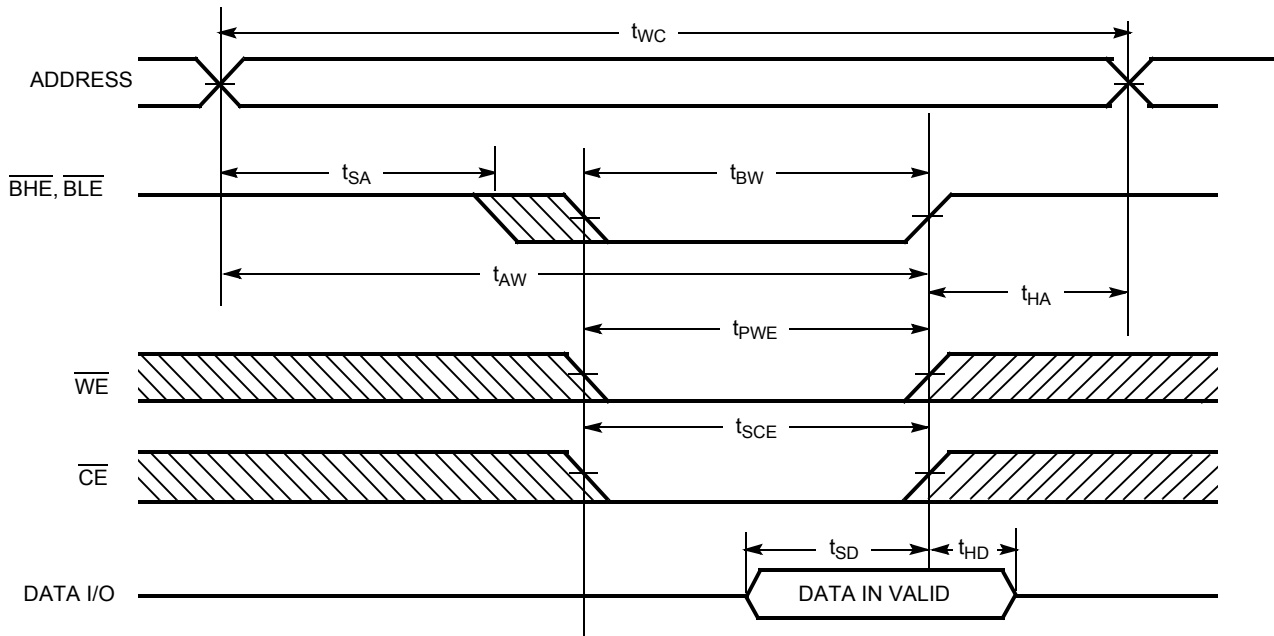 tWC
ADDRESS
tSA
tBW
BHE, BLE
tAW
tHA
tPWE
WE
tSCE
CE
tSD
tHD
DATA I/O
DATA IN VALID